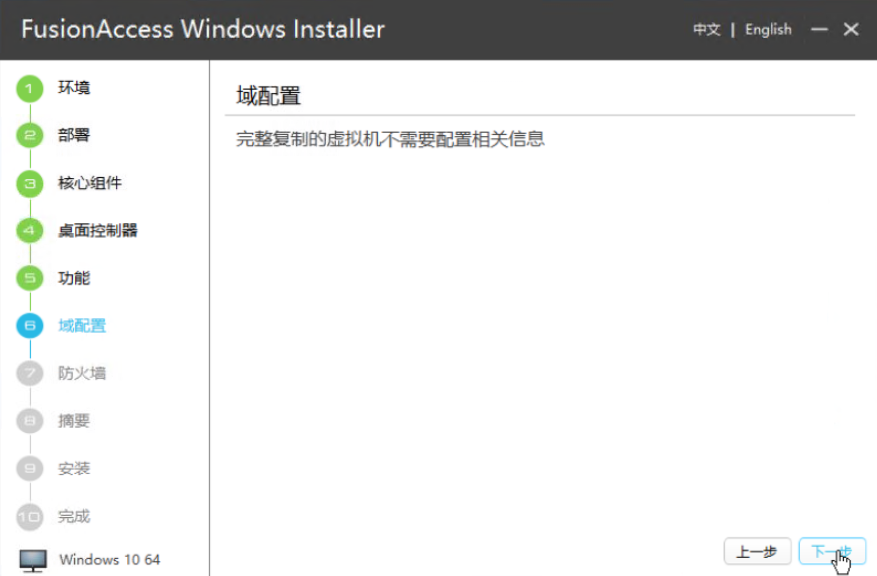 FusionAccess Windows Installer
中文 | English
1 环境
2 部署
3 核心组件
4 桌面控制器
5 功能
6 域配置
7 防火墙
8 摘要
9 安装
10 完成
Windows 10 64
域配置
完整复制的虚拟机不需要配置相关信息
上一步
下一步